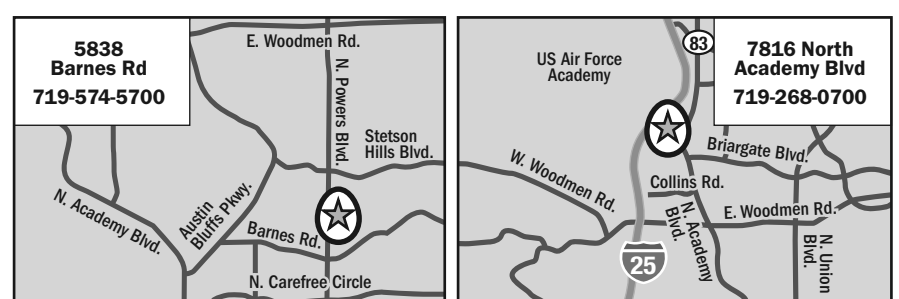 5838
Barnes Rd
719-574-5700
E. Woodmen Rd.
N. Powers Blvd.
Stetson
Hills Blvd.
N. Academy Blvd.
Austin
Bluffs Pkwy.
Barnes Rd.
N. Carefree Circle
83
7816 North
Academy Blvd
719-268-0700
US Air Force
Academy
Briargate Blvd.
W. Woodmen Rd.
Collins Rd.
E. Woodmen Rd.
N. Academy
Blvd.
N. Union
Blvd.
25